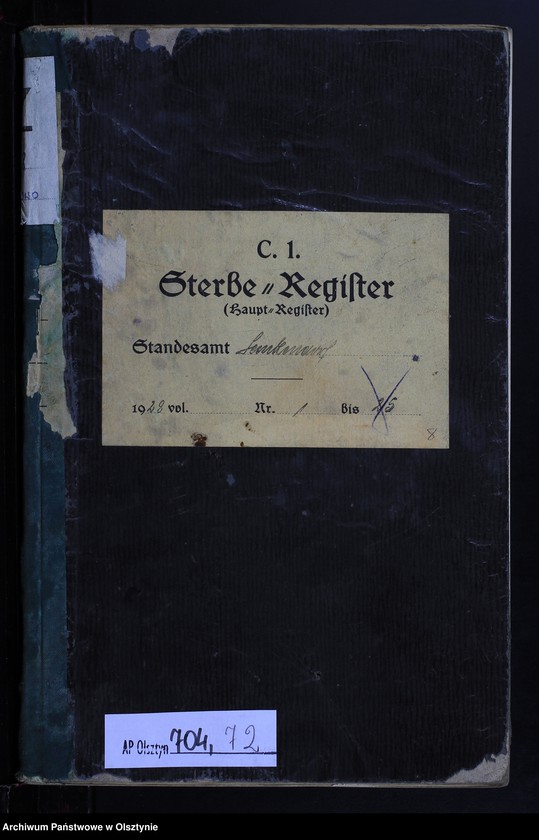 C. 1.
Sterbe=Register
(Haupt=Register)
Standesamt
1928 vol. Nr. 1 bis 25
8
AP Olsztyn 704, 72
Archiwum Państwowe w Olsztynie